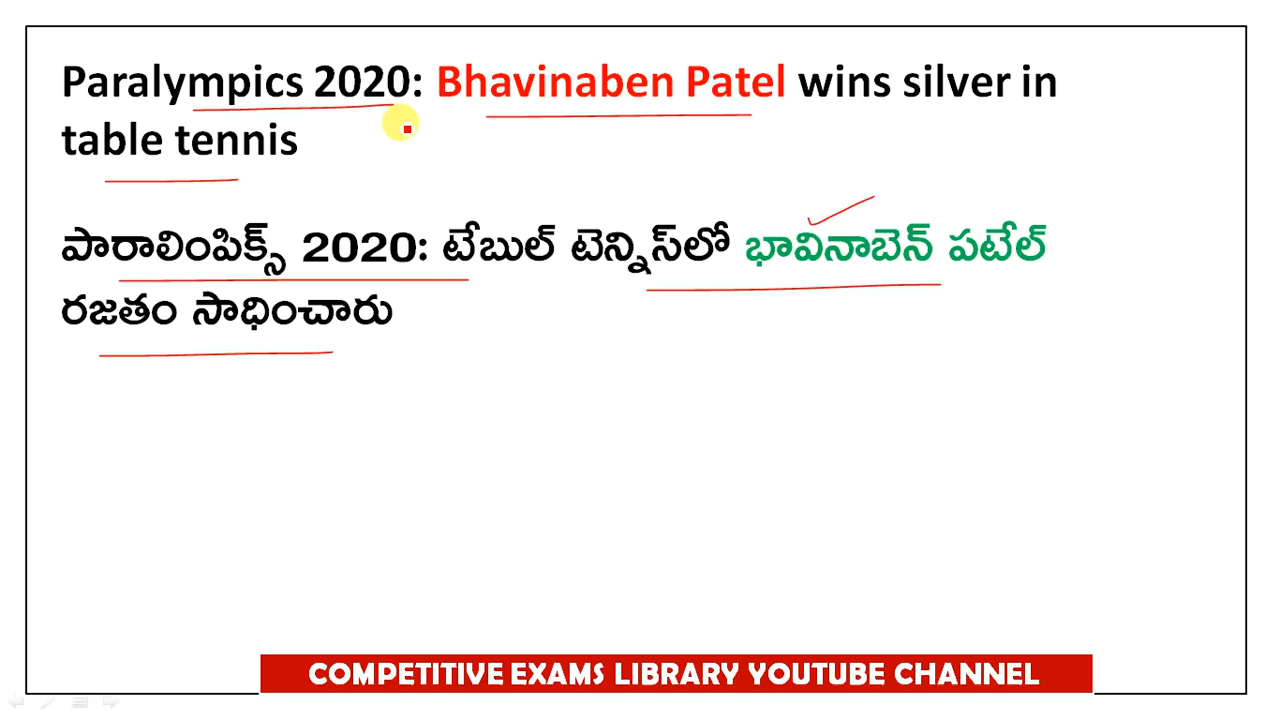 Paralympics 2020: Bhavinaben Patel wins silver in
table tennis
పారాలింపిక్స్ 2020: టేబుల్ టెన్నిస్‌లో భావినాబెన్ పటేల్
రజతం సాధించారు
COMPETITIVE EXAMS LIBRARY YOUTUBE CHANNEL